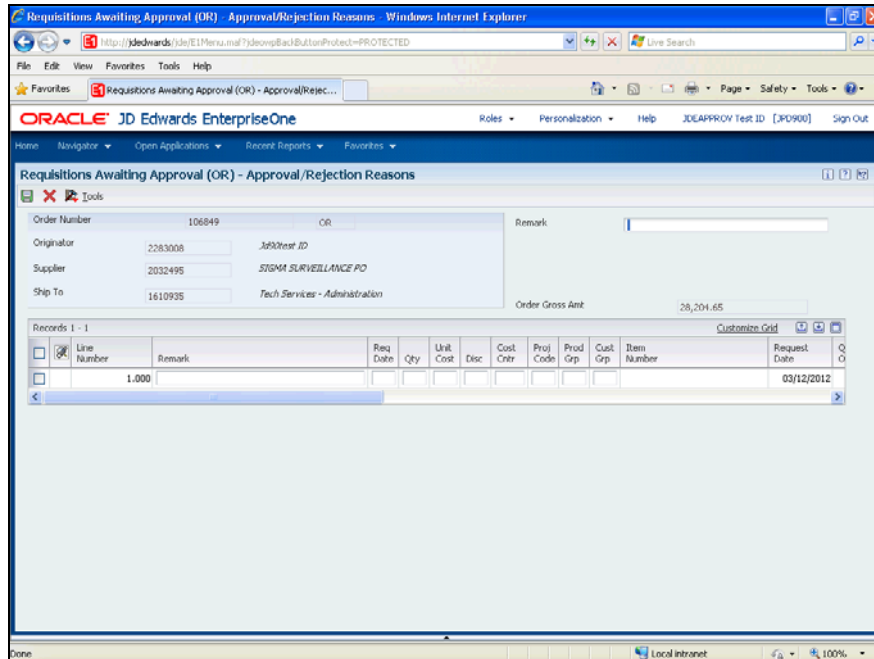 Requisitions Awaiting Approval (OR) - Approval/Rejection Reasons - Windows Internet Explorer
http://jdedwards/jde/E1Menu.maf?jdeowpBackButtonProtect=PROTECTED
Live Search
File Edit View Favorites Tools Help
Favorites
Requisitions Awaiting Approval (OR) - Approval/Rejec...
Page Safety Tools
ORACLE JD Edwards EnterpriseOne
Roles Personalization Help JDEAPPROV Test ID [JPD900] Sign Out
Home Navigator Open Applications Recent Reports Favorites
Requisitions Awaiting Approval (OR) - Approval/Rejection Reasons
Tools
Order Number 106849 OR Remark
Originator 2283008 Jd90test ID
Supplier 2032495 SIGMA SURVEILLANCE PO
Ship To 1610935 Tech Services - Administration
Order Gross Amt 28,204.65
Records 1 - 1 Customize Grid
Line Number Remark Req Date Qty Unit Cost Disc Cost Cntr Proj Code Prod Grp Cust Grp Item Number Request Date
1.000 03/12/2012
Done Local intranet 100%